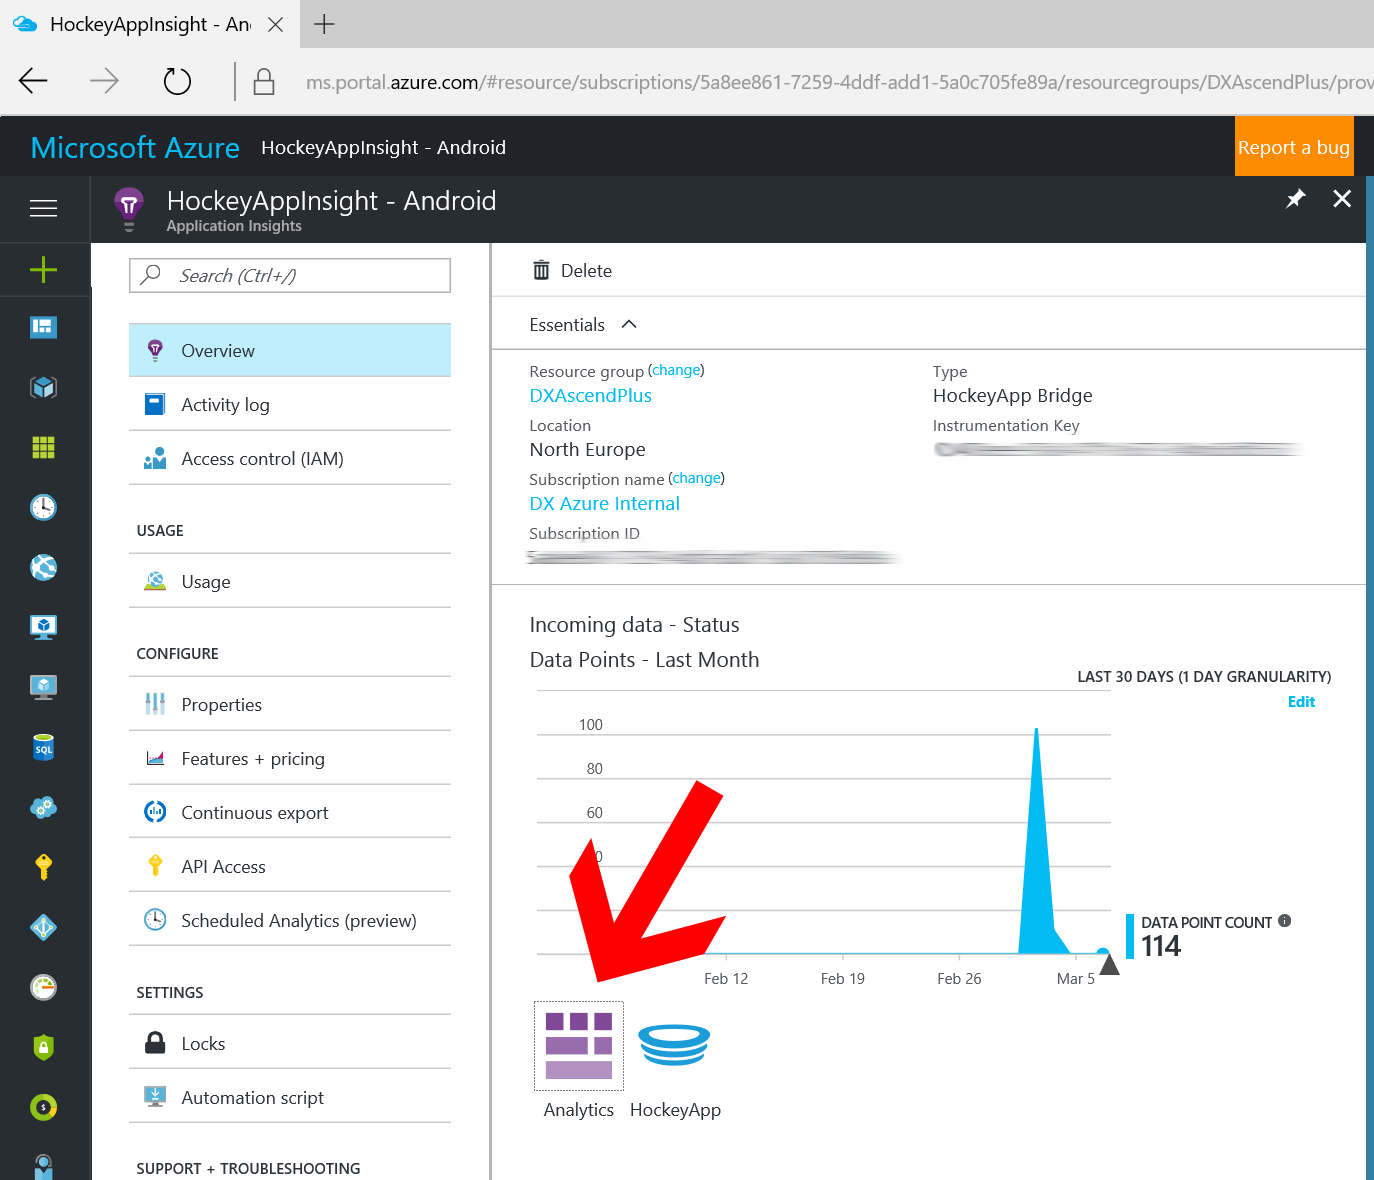 HockeyAppInsight - An
ms.portal.azure.com/#resource/subscriptions/5a8ee861-7259-4ddf-add1-5a0c705fe89a/resourcegroups/DXAscendPlus/prov
Microsoft Azure HockeyAppInsight - Android Report a bug
HockeyAppInsight - Android
Application Insights
Search (Ctrl+/)
Overview
Activity log
Access control (IAM)
USAGE
Usage
CONFIGURE
Properties
Features + pricing
Continuous export
API Access
Scheduled Analytics (preview)
SETTINGS
Locks
Automation script
SUPPORT + TROUBLESHOOTING
Delete
Essentials
Resource group (change)
DXAscendPlus
Location
North Europe
Subscription name (change)
DX Azure Internal
Subscription ID
Type
HockeyApp Bridge
Instrumentation Key
Incoming data - Status
Data Points - Last Month
LAST 30 DAYS (1 DAY GRANULARITY)
Edit
100
80
60
0
Feb 12 Feb 19 Feb 26 Mar 5
DATA POINT COUNT
114
Analytics HockeyApp
SQL